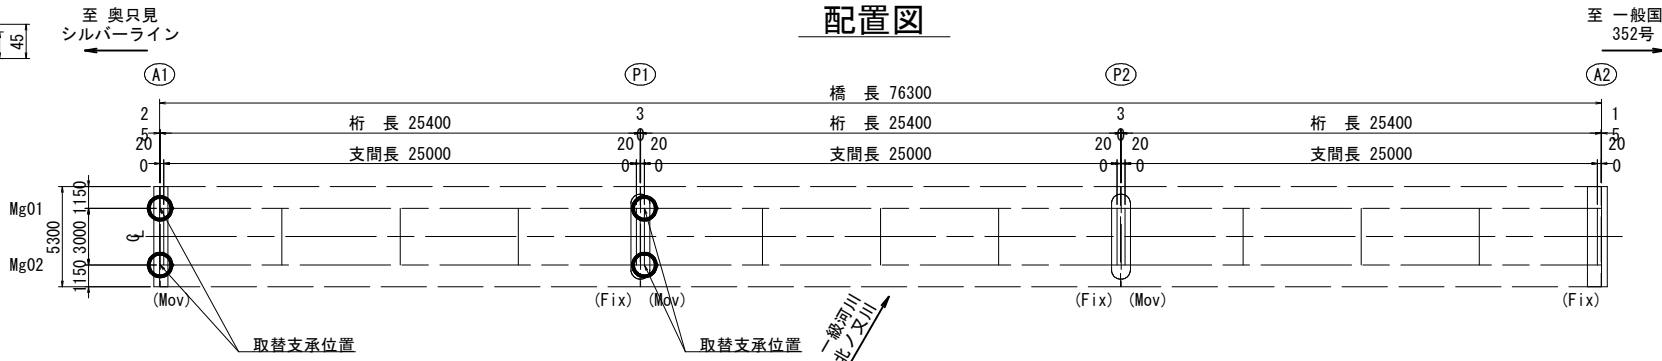 配置図
至 奥只見
シルバーライン
至 一般国
352号
45
A1
P1
P2
A2
橋 長 76300
2
5
桁 長 25400
3
0
桁 長 25400
3
0
桁 長 25400
1
5
20
0
支間長 25000
20
0
20
0
支間長 25000
20
0
20
0
支間長 25000
20
0
Mg01
Mg02
5300
1150
3000
1150
CL
(Mov)
(Fix) (Mov)
(Fix) (Mov)
(Fix)
取替支承位置
取替支承位置
一級河川
北ノ又川